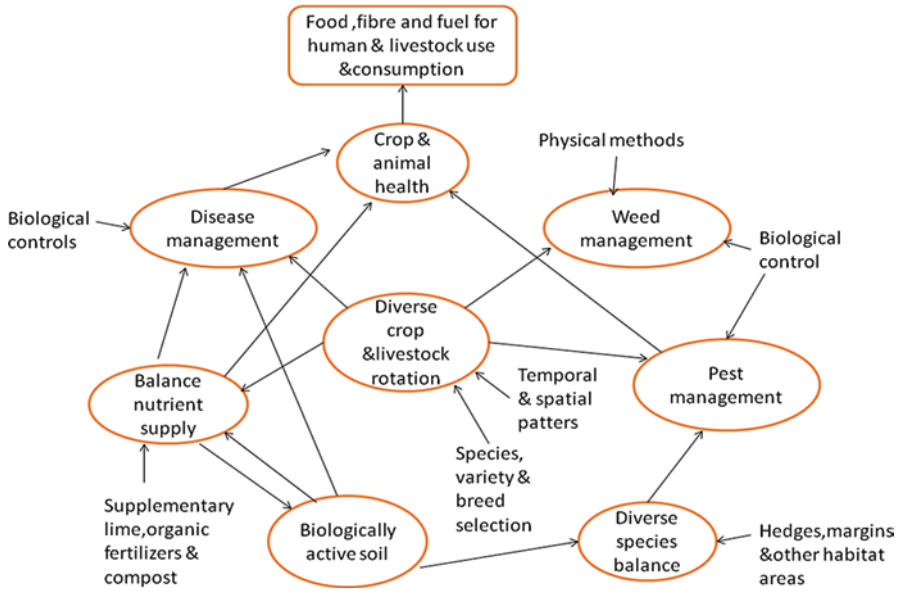 Food ,fibre and fuel for
human & livestock use
&consumption
Crop &
animal
health
Physical methods
Biological
controls
Disease
management
Weed
management
Biological
control
Diverse
crop
&livestock
rotation
Balance
nutrient
supply
Temporal
& spatial
patters
Pest
management
Species,
variety &
breed
selection
Supplementary
lime,organic
fertilizers &
compost
Biologically
active soil
Diverse
species
balance
Hedges,margins
&other habitat
areas